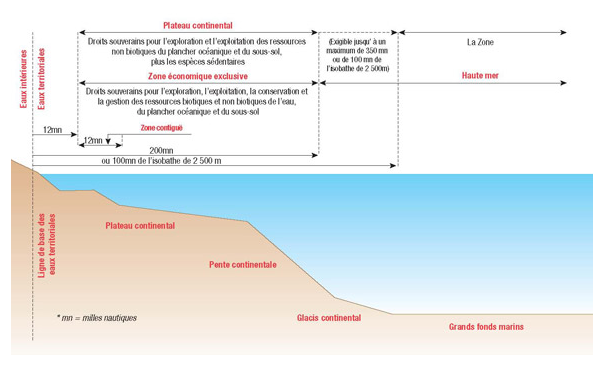 Plateau continental
Droits souverains pour l'exploration et l'exploitation des ressources
non biotiques du plancher océanique et du sous-sol,
plus les espèces sédentaires
(Exigible jusqu' à un
maximum de 350 mn
ou de 100 mn de
l'isobathe de 2 500m)
La Zone
Eaux intérieures
Eaux territoriales
Zone économique exclusive
Haute mer
Droits souverains pour l'exploration, l'exploitation, la conservation et
la gestion des ressources biotiques et non biotiques de l'eau,
du plancher océanique et du sous-sol
12mn
Zone contiguë
12mn
200mn
ou 100mn de l'isobathe de 2 500 m
Ligne de base des
eaux territoriales
Plateau continental
Pente continentale
Glacis continental
Grands fonds marins
* mn = milles nautiques